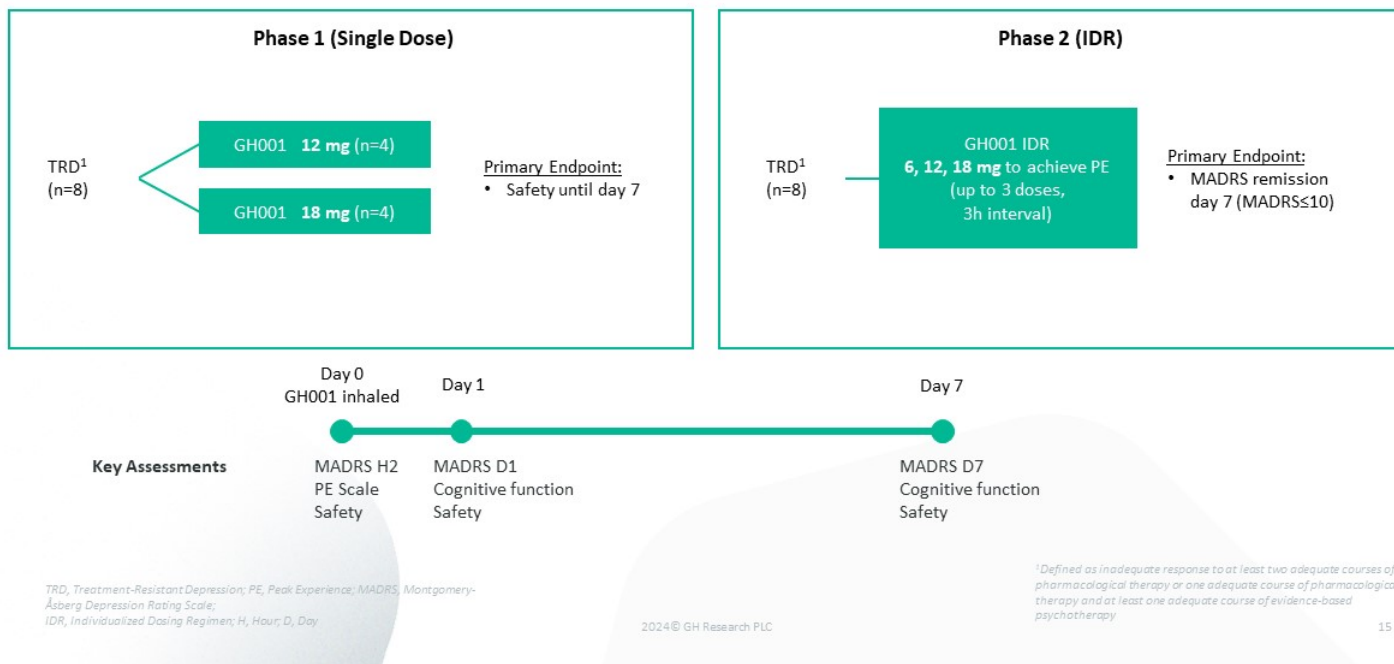 Phase 1 (Single Dose)
TRD¹
(n=8)
GH001 12 mg (n=4)
GH001 18 mg (n=4)
Primary Endpoint:
• Safety until day 7
Phase 2 (IDR)
TRD¹
(n=8)
GH001 IDR
6, 12, 18 mg to achieve PE
(up to 3 doses,
3h interval)
Primary Endpoint:
• MADRS remission
day 7 (MADRS≤10)
Day 0
GH001 inhaled
Day 1
Day 7
Key Assessments
MADRS H2
PE Scale
Safety
MADRS D1
Cognitive function
Safety
MADRS D7
Cognitive function
Safety
TRD, Treatment-Resistant Depression; PE, Peak Experience; MADRS, Montgomery-
Åsberg Depression Rating Scale;
IDR, Individualized Dosing Regimen; H, Hour; D, Day
2024© GH Research PLC
¹Defined as inadequate response to at least two adequate courses of
pharmacological therapy or one adequate course of pharmacological
therapy and at least one adequate course of evidence-based
psychotherapy
15